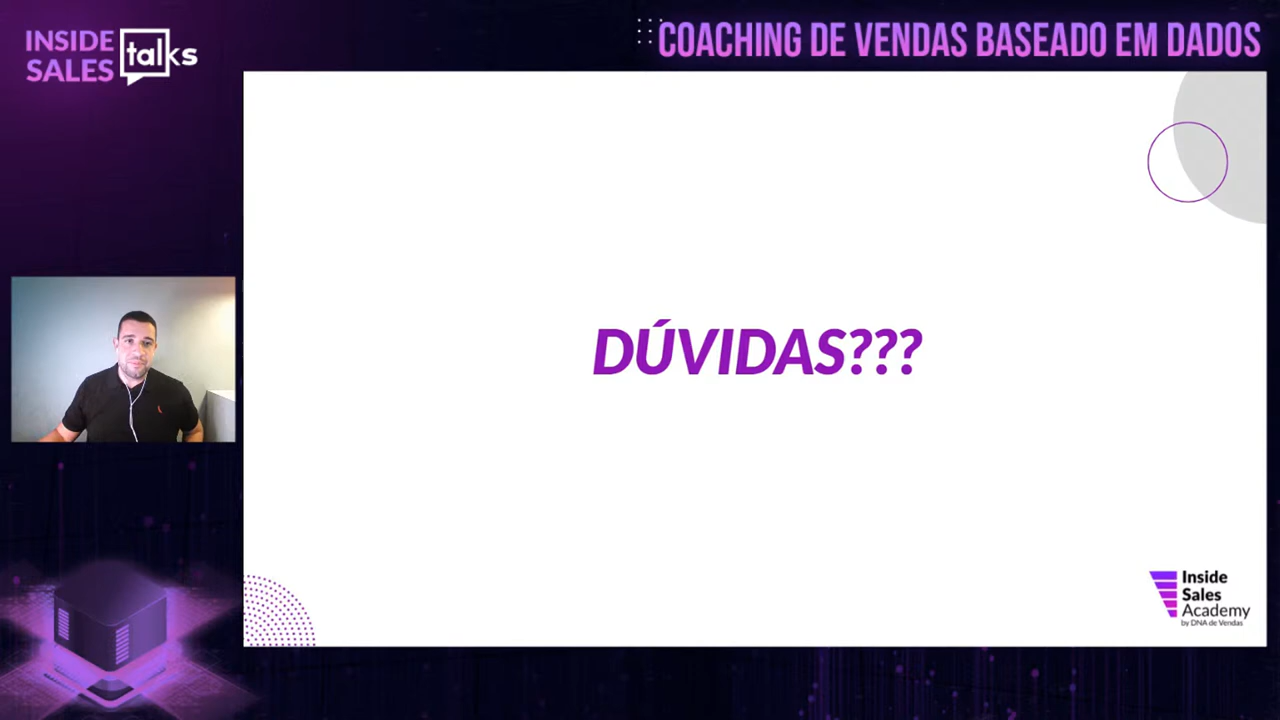 INSIDE
SALES
talks
COACHING DE VENDAS BASEADO EM DADOS
DÚVIDAS???
Inside
Sales
Academy
by DNA de Vendas